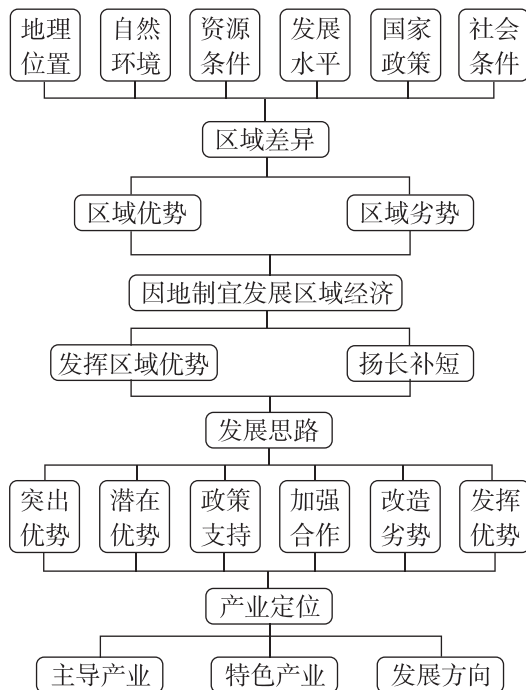 地理 自然 资源 发展 国家 社会
位置 环境 条件 水平 政策 条件
区域差异
区域优势 区域劣势
因地制宜发展区域经济
发挥区域优势 扬长补短
发展思路
突出 潜在 政策 加强 改造 发挥
优势 优势 支持 合作 劣势 优势
产业定位
主导产业 特色产业 发展方向